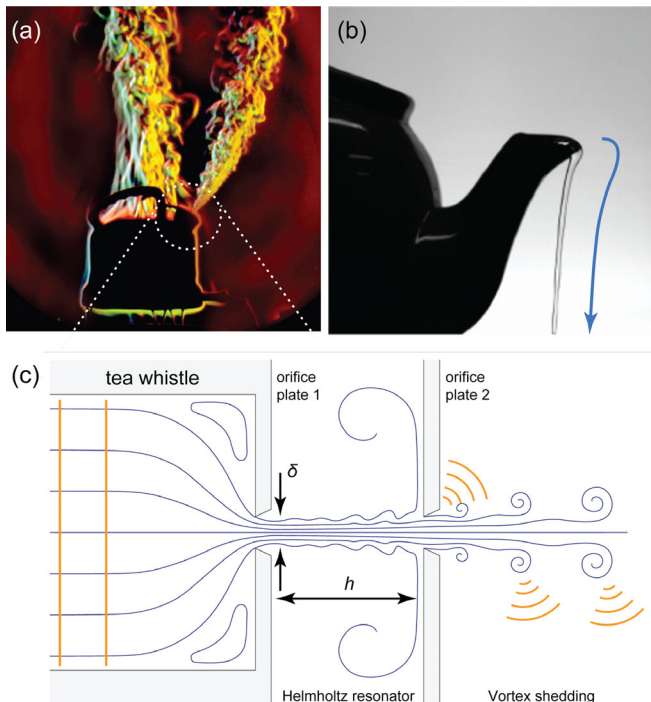 (a)
(b)
(c)
tea whistle
orifice
plate 1
orifice
plate 2
δ
h
Helmholtz resonator
Vortex shedding